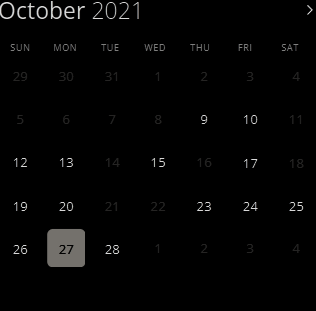 October 2021
SUN MON TUE WED THU FRI SAT
29 30 31 1 2 3 4
5 6 7 8 9 10 11
12 13 14 15 16 17 18
19 20 21 22 23 24 25
26 27 28 1 2 3 4